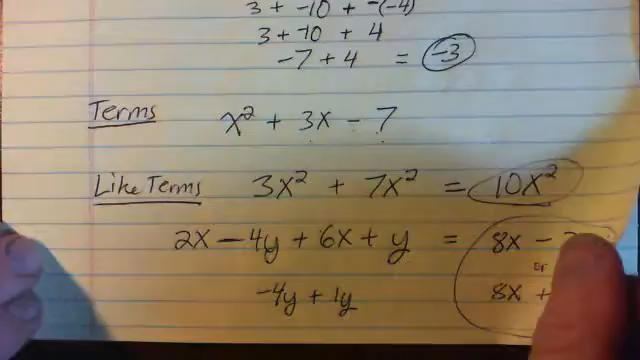 3 + -10 + -(-4)
3 + -10 + 4
-7 + 4 = -3
Terms x² + 3x - 7
Like Terms 3x² + 7x² = 10x²
2x - 4y + 6x + y = 8x -
or
-4y + 1y 8x +